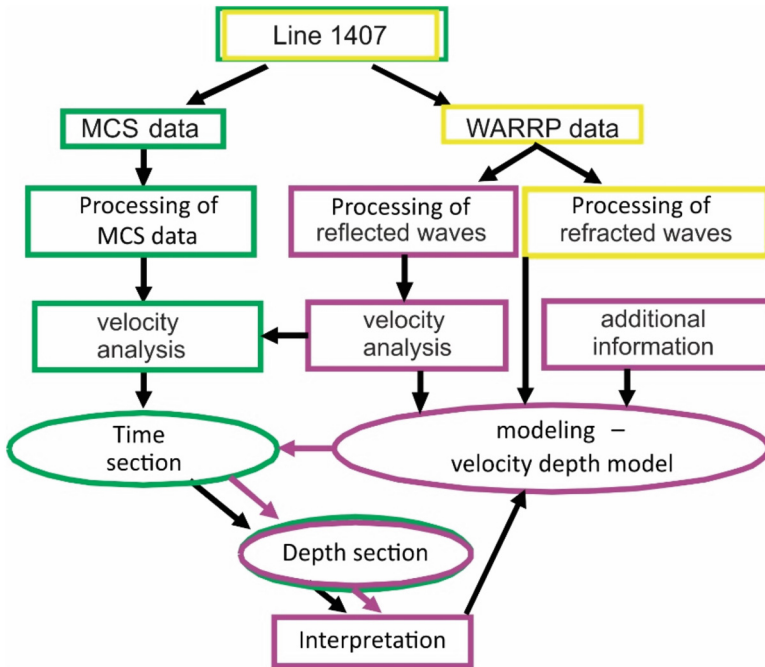 Line 1407
MCS data
WARRP data
Processing of
MCS data
Processing of
reflected waves
Processing of
refracted waves
velocity
analysis
velocity
analysis
additional
information
Time
section
modeling –
velocity depth model
Depth section
Interpretation